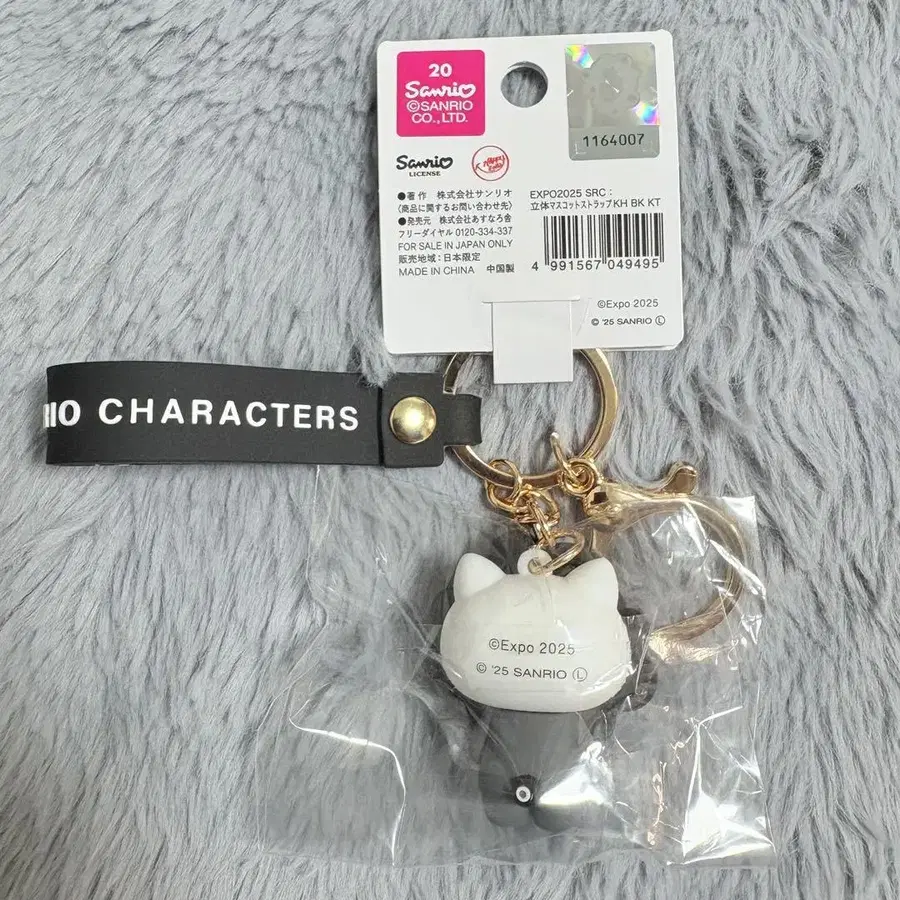 20
Sanrio
©SANRIO
CO.,LTD.
1164007
Sanrio
LICENSE
●著作 株式会社サンリオ
〈商品に関するお問い合わせ先〉
●発売元 株式会社あすなろ舎
フリーダイヤル 0120-334-337
FOR SALE IN JAPAN ONLY
販売地域:日本限定
MADE IN CHINA 中国製
EXPO2025 SRC:
立体マスコットストラップKH BK KT
4 991567 049495
©Expo 2025
© '25 SANRIO Ⓛ
RIO CHARACTERS
©Expo 2025
© '25 SANRIO Ⓛ